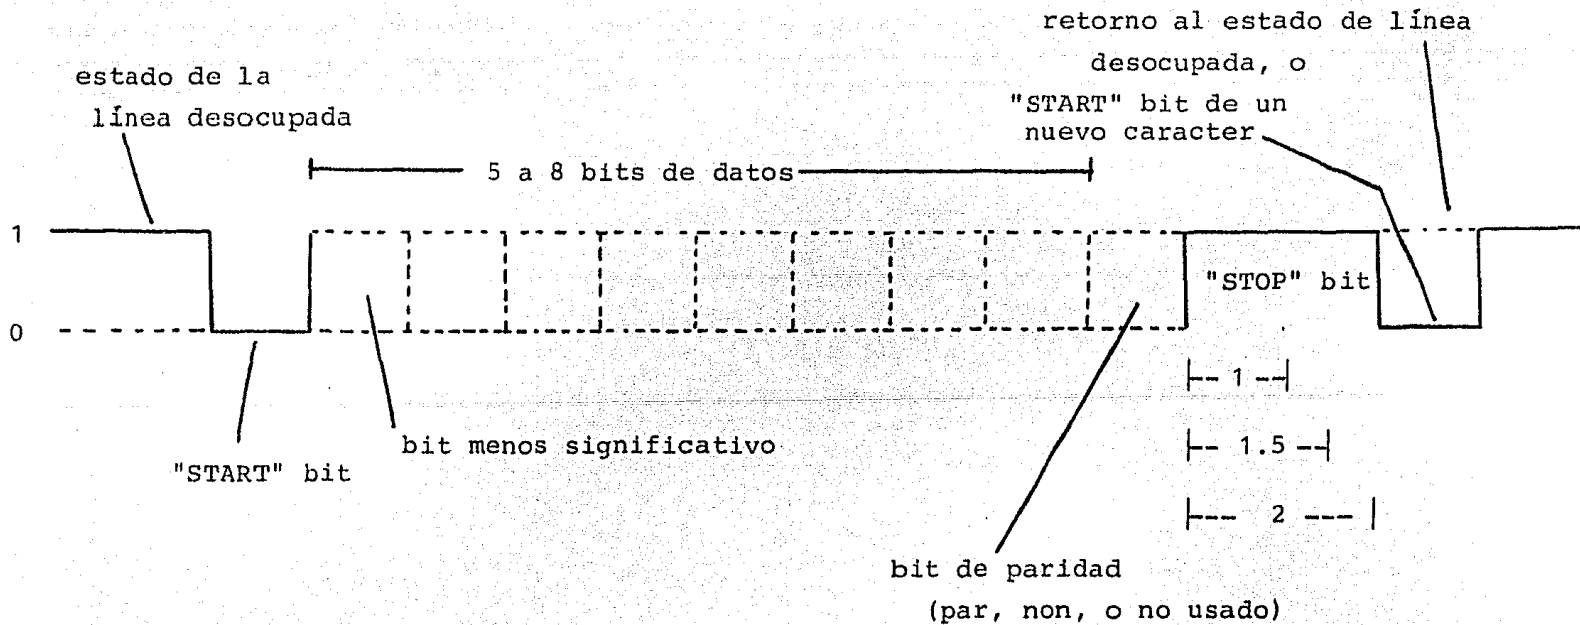 retorno al estado de línea
desocupada, o
"START" bit de un
nuevo caracter
estado de la
línea desocupada
5 a 8 bits de datos
1
0
"STOP" bit
1
1.5
2
bit menos significativo
"START" bit
bit de paridad
(par, non, o no usado)